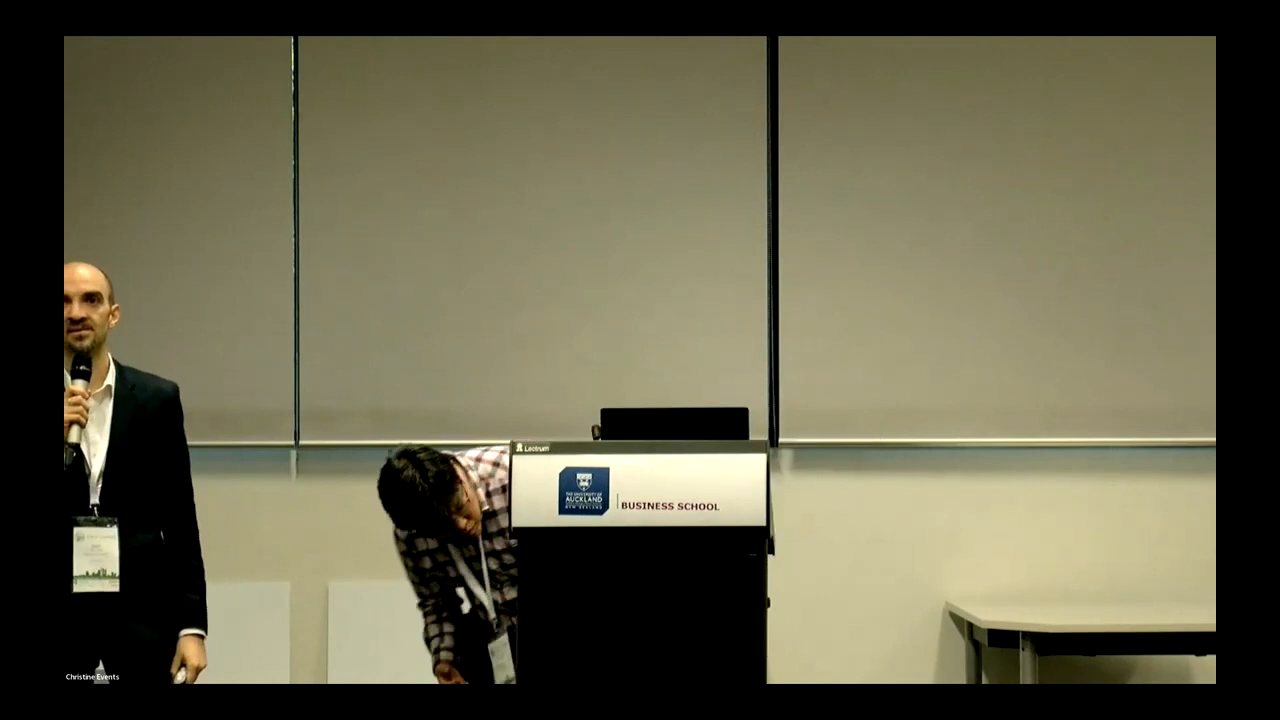 Lectrum
THE UNIVERSITY OF
AUCKLAND
NEW ZEALAND
BUSINESS SCHOOL
Christine Events